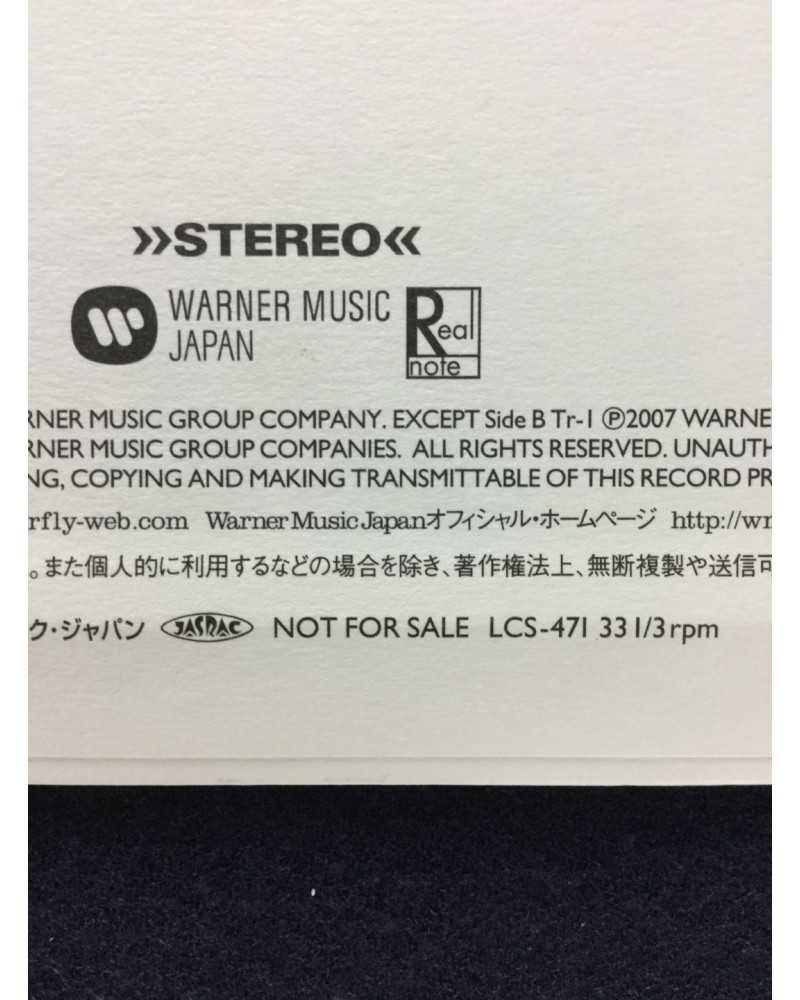 »STEREO«
WARNER MUSIC
JAPAN
Real
note
RNER MUSIC GROUP COMPANY. EXCEPT Side B Tr-1 ℗2007 WARNE
RNER MUSIC GROUP COMPANIES. ALL RIGHTS RESERVED. UNAUTH
NG, COPYING AND MAKING TRANSMITTABLE OF THIS RECORD PR
rfly-web.com Warner Music Japanオフィシャル・ホームページ http://wm
。また個人的に利用するなどの場合を除き、著作権法上、無断複製や送信可
ク・ジャパン JASRAC NOT FOR SALE LCS-471 33 1/3 rpm